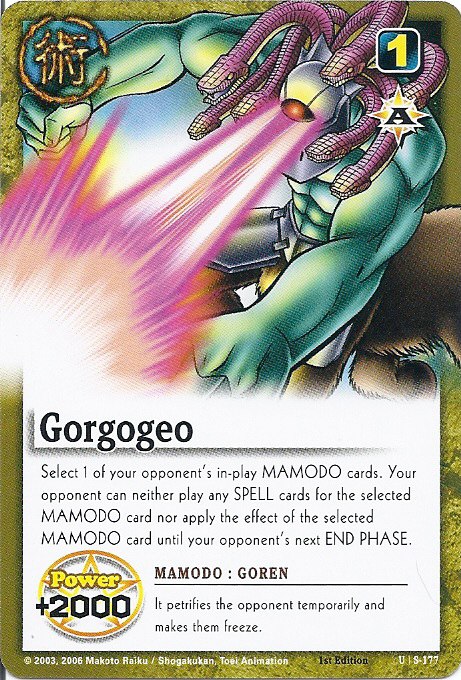 術
1
A
Gorgogeo
Select 1 of your opponent's in-play MAMODO cards. Your
opponent can neither play any SPELL cards for the selected
MAMODO card nor apply the effect of the selected
MAMODO card until your opponent's next END PHASE.
Power
+2000
MAMODO : GOREN
It petrifies the opponent temporarily and
makes them freeze.
© 2003, 2006 Makoto Raiku / Shogakukan, Toei Animation 1st Edition U | S-177